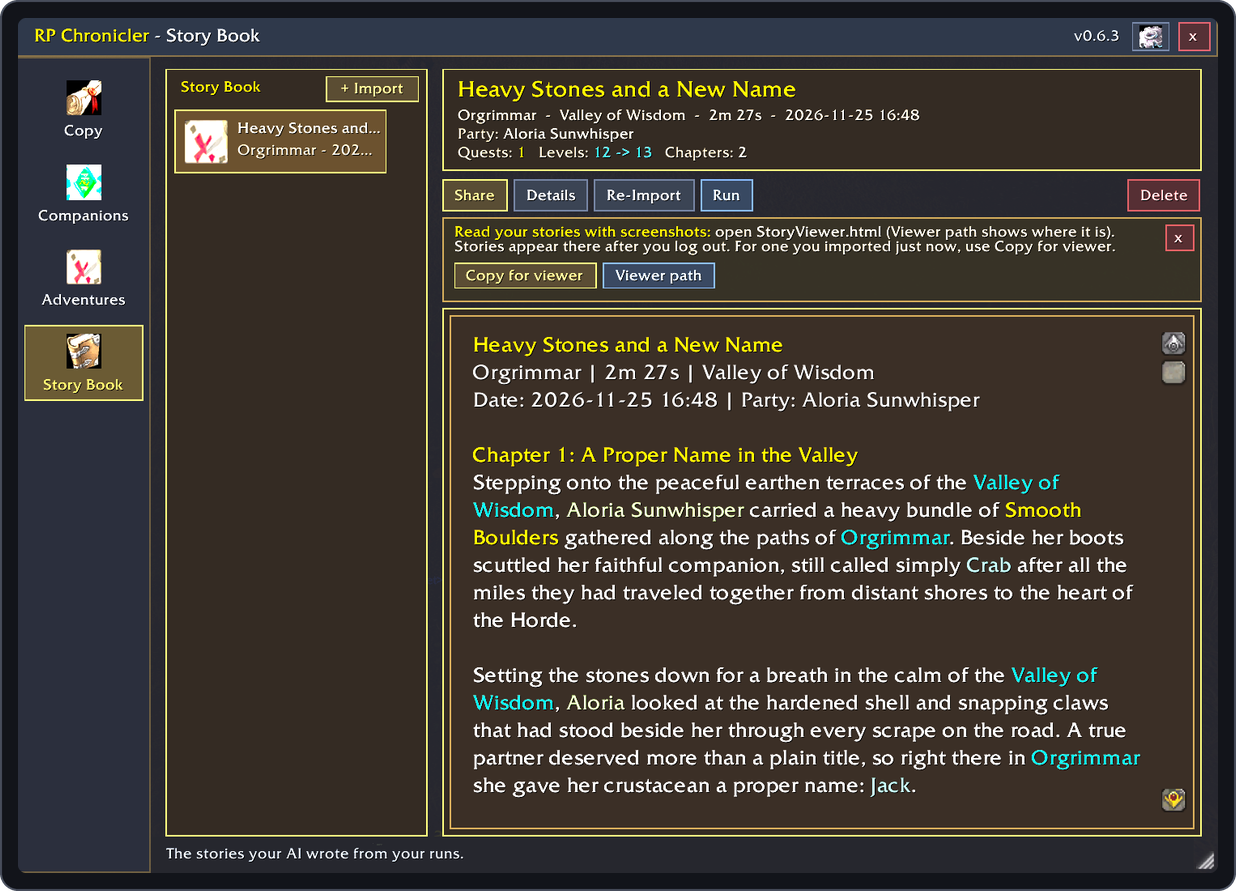 RP Chronicler - Story Book
v0.6.3
x
Copy
Companions
Adventures
Story Book
Story Book
+ Import
Heavy Stones and...
Orgrimmar - 202...
Heavy Stones and a New Name
Orgrimmar - Valley of Wisdom - 2m 27s - 2026-11-25 16:48
Party: Aloria Sunwhisper
Quests: 1 Levels: 12 -> 13 Chapters: 2
Share
Details
Re-Import
Run
Delete
Read your stories with screenshots: open StoryViewer.html (Viewer path shows where it is).
Stories appear there after you log out. For one you imported just now, use Copy for viewer.
x
Copy for viewer
Viewer path
Heavy Stones and a New Name
Orgrimmar | 2m 27s | Valley of Wisdom
Date: 2026-11-25 16:48 | Party: Aloria Sunwhisper
Chapter 1: A Proper Name in the Valley
Stepping onto the peaceful earthen terraces of the Valley of
Wisdom, Aloria Sunwhisper carried a heavy bundle of Smooth
Boulders gathered along the paths of Orgrimmar. Beside her boots
scuttled her faithful companion, still called simply Crab after all the
miles they had traveled together from distant shores to the heart of
the Horde.
Setting the stones down for a breath in the calm of the Valley of
Wisdom, Aloria looked at the hardened shell and snapping claws
that had stood beside her through every scrape on the road. A true
partner deserved more than a plain title, so right there in Orgrimmar
she gave her crustacean a proper name: Jack.
The stories your AI wrote from your runs.